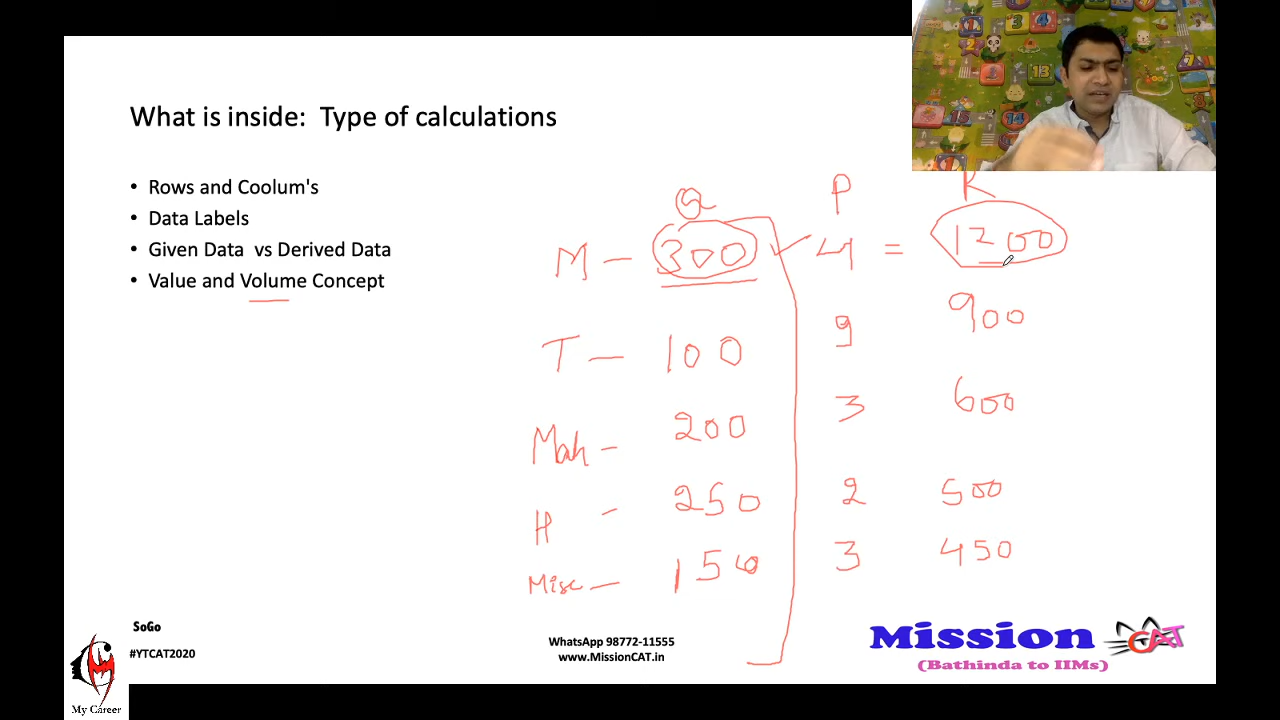 What is inside: Type of calculations
• Rows and Coolum's
• Data Labels
• Given Data vs Derived Data
• Value and Volume Concept
Q P R
M – 300 4 = 1200
T – 100 9 900
Mah – 200 3 600
H – 250 2 500
Misc – 150 3 450
SoGo
#YTCAT2020
My Career
WhatsApp 98772-11555
www.MissionCAT.in
Mission CAT
(Bathinda to IIMs)